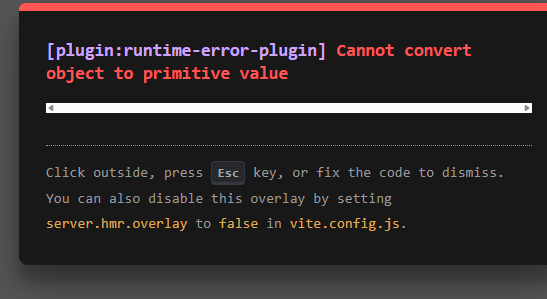 [plugin:runtime-error-plugin] Cannot convert
object to primitive value
Click outside, press Esc key, or fix the code to dismiss.
You can also disable this overlay by setting
server.hmr.overlay to false in vite.config.js.